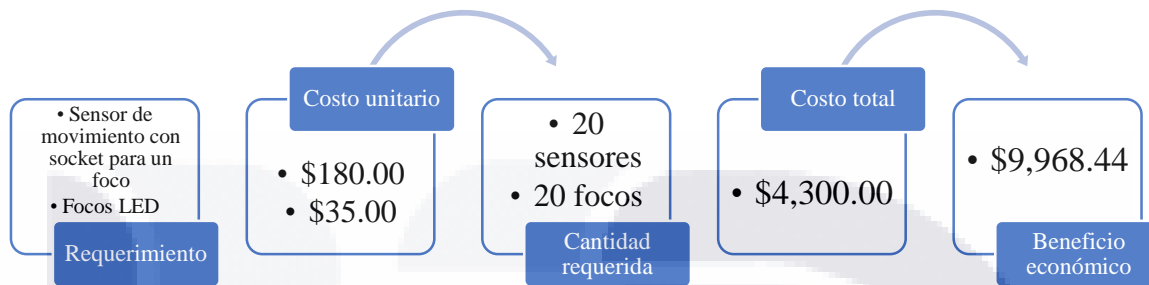 • Sensor de
movimiento con
socket para un
foco
• Focos LED
Requerimiento
Costo unitario
• $180.00
• $35.00
• 20
sensores
• 20 focos
Cantidad
requerida
Costo total
• $4,300.00
• $9,968.44
Beneficio
económico